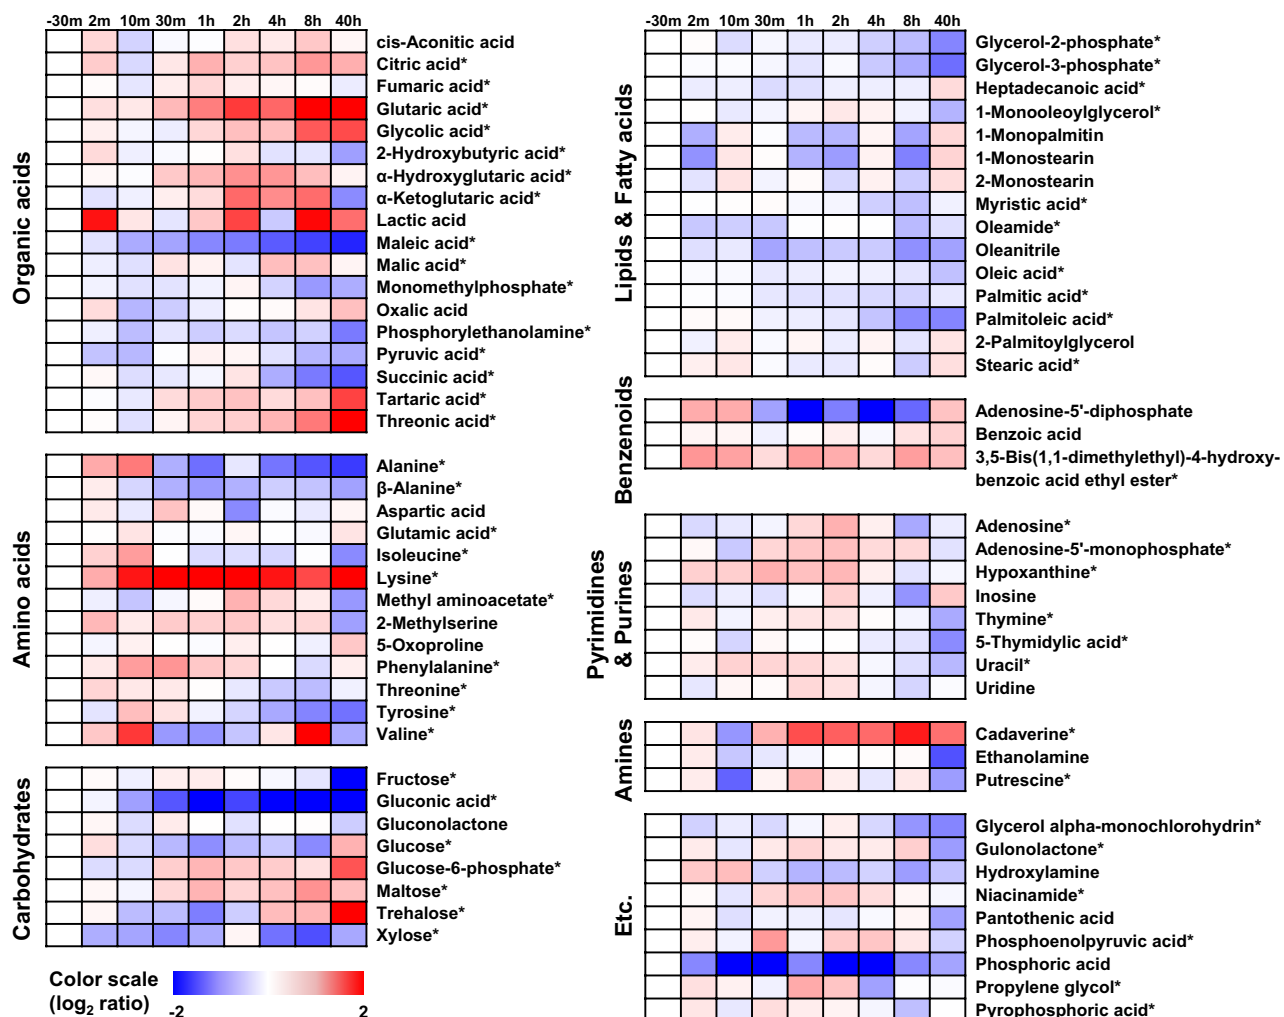 -30m 2m 10m 30m 1h 2h 4h 8h 40h
Organic acids
cis-Aconitic acid
Citric acid*
Fumaric acid*
Glutaric acid*
Glycolic acid*
2-Hydroxybutyric acid*
α-Hydroxyglutaric acid*
α-Ketoglutaric acid*
Lactic acid
Maleic acid*
Malic acid*
Monomethylphosphate*
Oxalic acid
Phosphorylethanolamine*
Pyruvic acid*
Succinic acid*
Tartaric acid*
Threonic acid*
Amino acids
Alanine*
β-Alanine*
Aspartic acid
Glutamic acid*
Isoleucine*
Lysine*
Methyl aminoacetate*
2-Methylserine
5-Oxoproline
Phenylalanine*
Threonine*
Tyrosine*
Valine*
Carbohydrates
Fructose*
Gluconic acid*
Gluconolactone
Glucose*
Glucose-6-phosphate*
Maltose*
Trehalose*
Xylose*
Color scale
(log2 ratio)
-2 2
-30m 2m 10m 30m 1h 2h 4h 8h 40h
Lipids & Fatty acids
Glycerol-2-phosphate*
Glycerol-3-phosphate*
Heptadecanoic acid*
1-Monooleoylglycerol*
1-Monopalmitin
1-Monostearin
2-Monostearin
Myristic acid*
Oleamide*
Oleanitrile
Oleic acid*
Palmitic acid*
Palmitoleic acid*
2-Palmitoylglycerol
Stearic acid*
Benzenoids
Adenosine-5'-diphosphate
Benzoic acid
3,5-Bis(1,1-dimethylethyl)-4-hydroxy-
benzoic acid ethyl ester*
Pyrimidines
& Purines
Adenosine*
Adenosine-5'-monophosphate*
Hypoxanthine*
Inosine
Thymine*
5-Thymidylic acid*
Uracil*
Uridine
Amines
Cadaverine*
Ethanolamine
Putrescine*
Etc.
Glycerol alpha-monochlorohydrin*
Gulonolactone*
Hydroxylamine
Niacinamide*
Pantothenic acid
Phosphoenolpyruvic acid*
Phosphoric acid
Propylene glycol*
Pyrophosphoric acid*